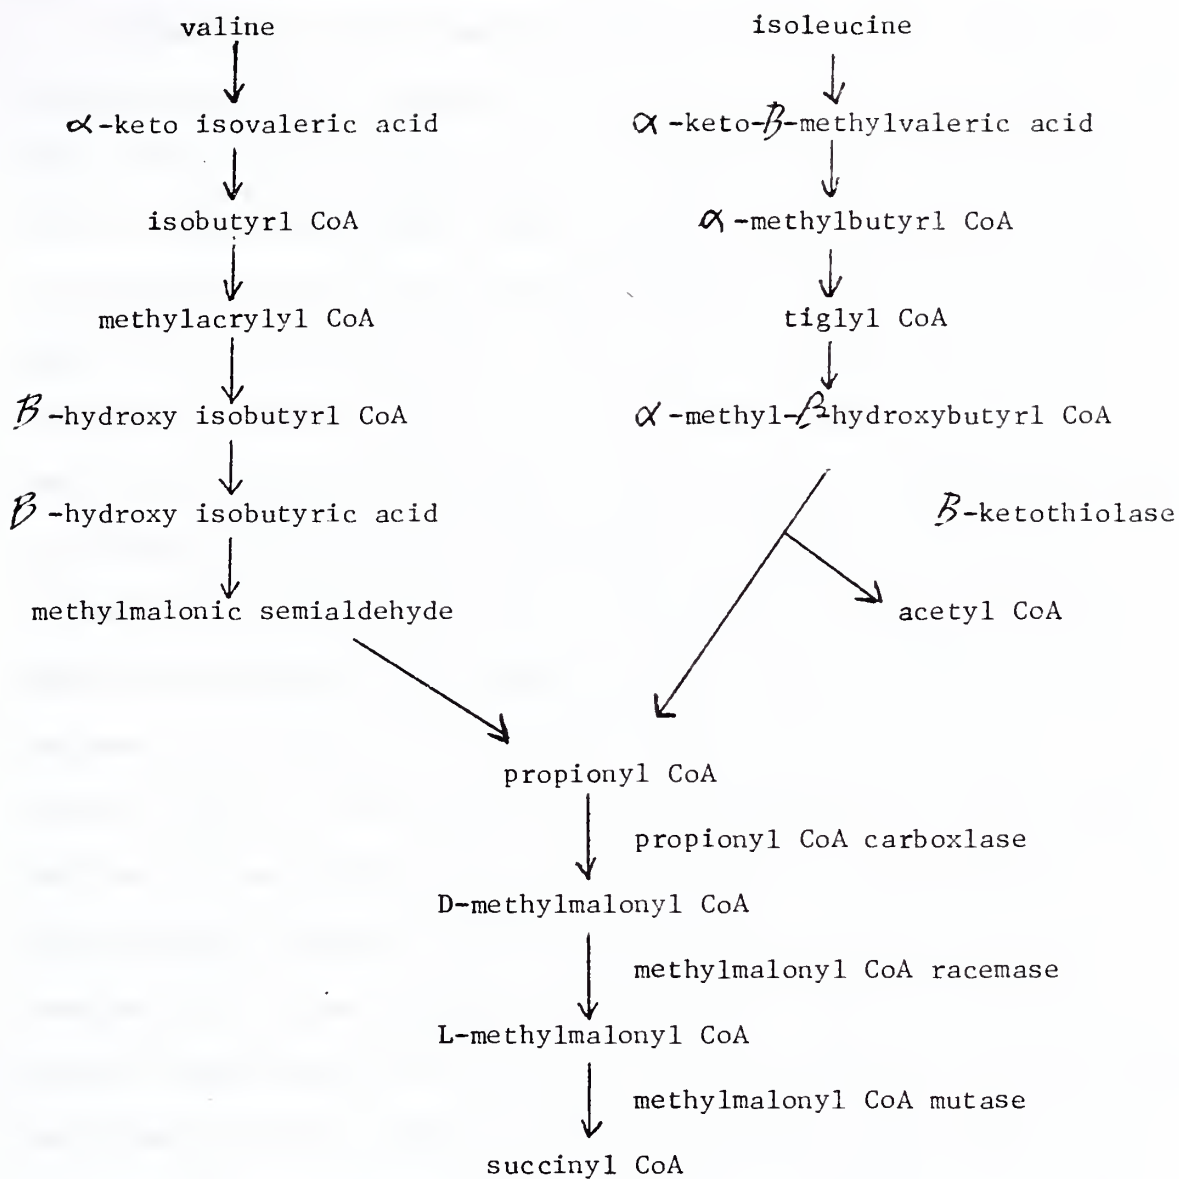 valine
isoleucine
α-keto isovaleric acid
α-keto-β-methylvaleric acid
isobutyrl CoA
α-methylbutyrl CoA
methylacrylyl CoA
tiglyl CoA
β-hydroxy isobutyrl CoA
α-methyl-β-hydroxybutyrl CoA
β-hydroxy isobutyric acid
β-ketothiolase
methylmalonic semialdehyde
acetyl CoA
propionyl CoA
propionyl CoA carboxlase
D-methylmalonyl CoA
methylmalonyl CoA racemase
L-methylmalonyl CoA
methylmalonyl CoA mutase
succinyl CoA